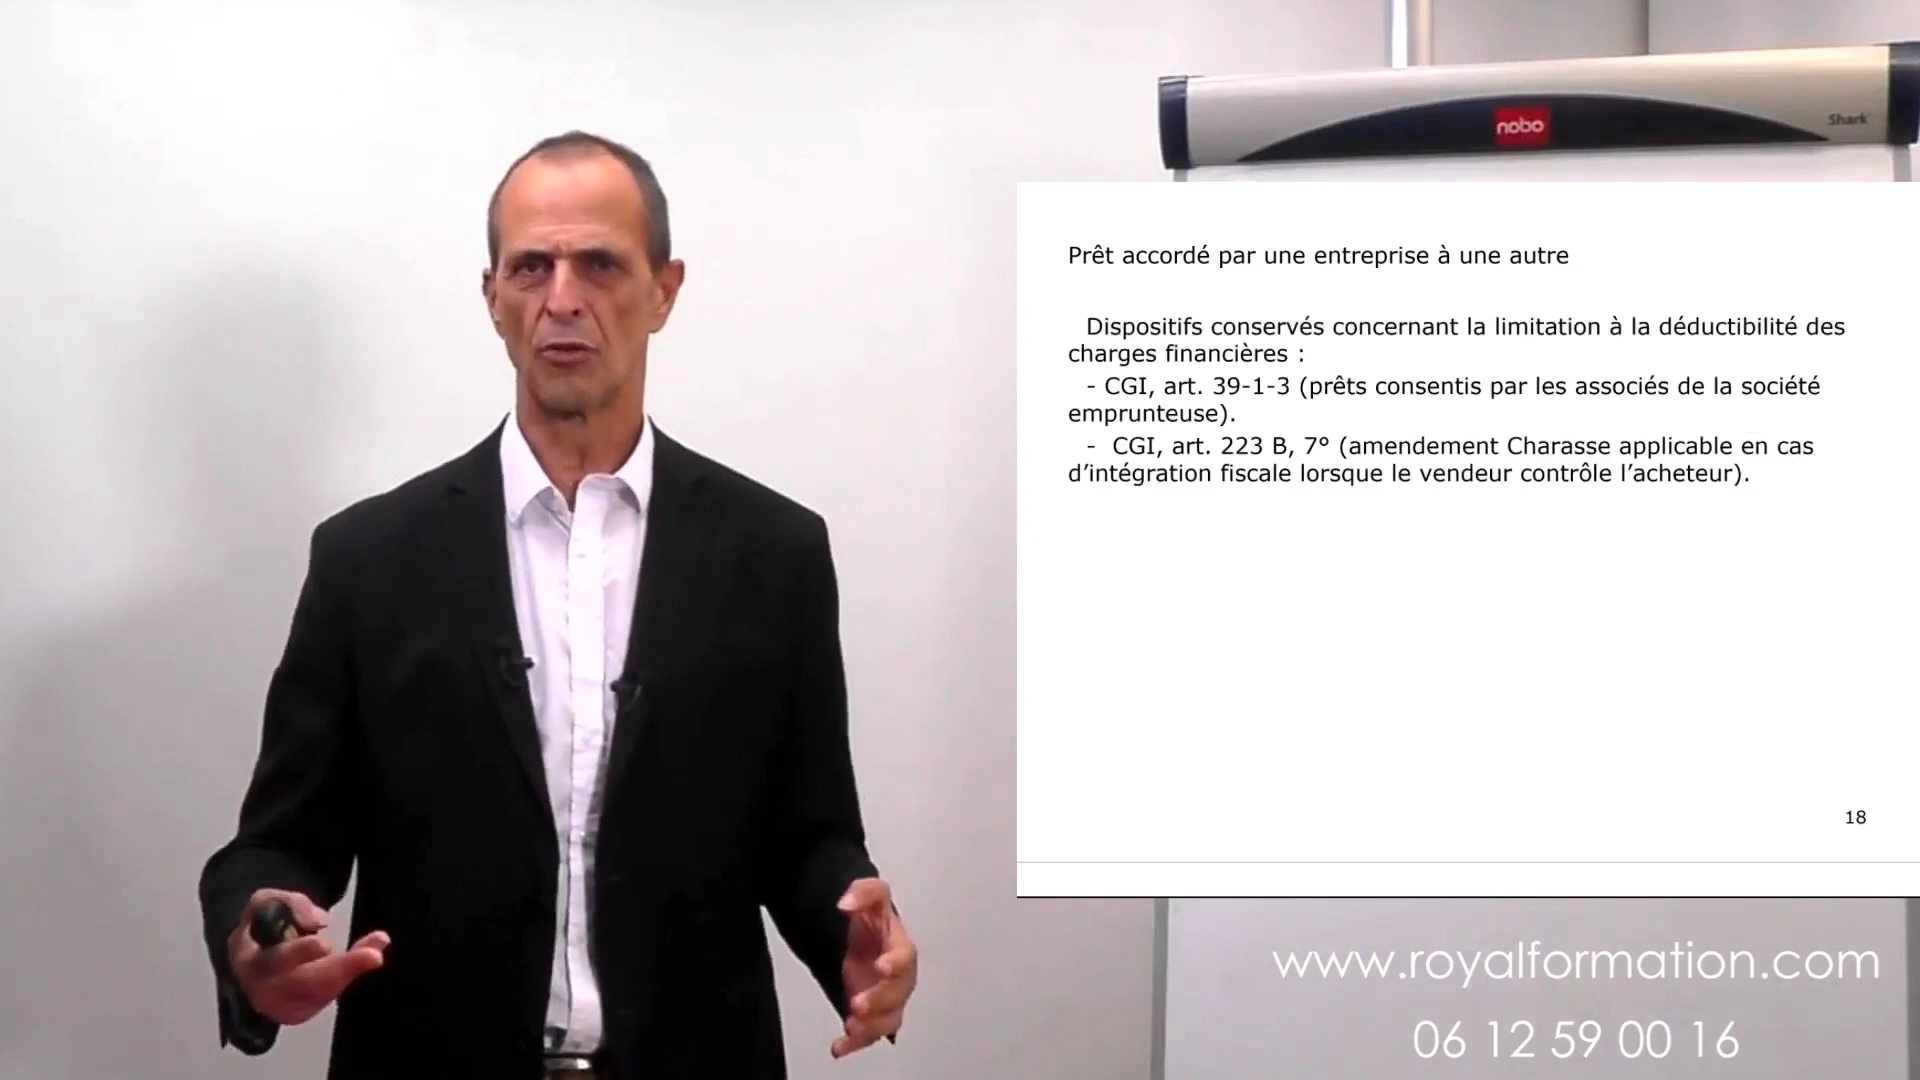 nobo
Shark
Prêt accordé par une entreprise à une autre
Dispositifs conservés concernant la limitation à la déductibilité des
charges financières :
- CGI, art. 39-1-3 (prêts consentis par les associés de la société
emprunteuse).
- CGI, art. 223 B, 7° (amendement Charasse applicable en cas
d’intégration fiscale lorsque le vendeur contrôle l’acheteur).
18
www.royalformation.com
06 12 59 00 16